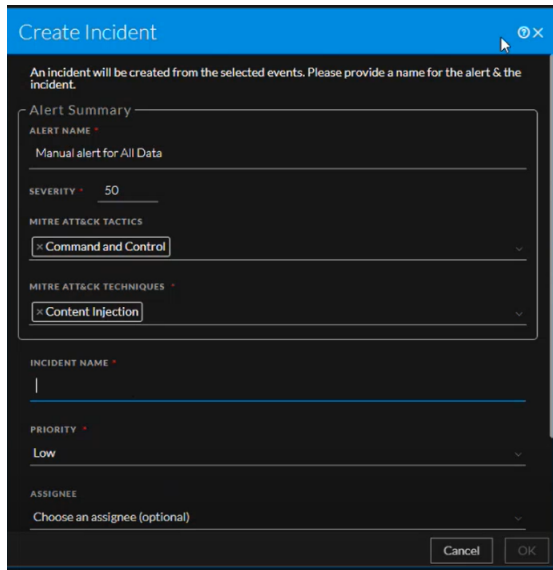 Create Incident
An incident will be created from the selected events. Please provide a name for the alert & the
incident.
Alert Summary
ALERT NAME *
Manual alert for All Data
SEVERITY * 50
MITRE ATT&CK TACTICS
× Command and Control
MITRE ATT&CK TECHNIQUES *
× Content Injection
INCIDENT NAME *
PRIORITY *
Low
ASSIGNEE
Choose an assignee (optional)
Cancel OK